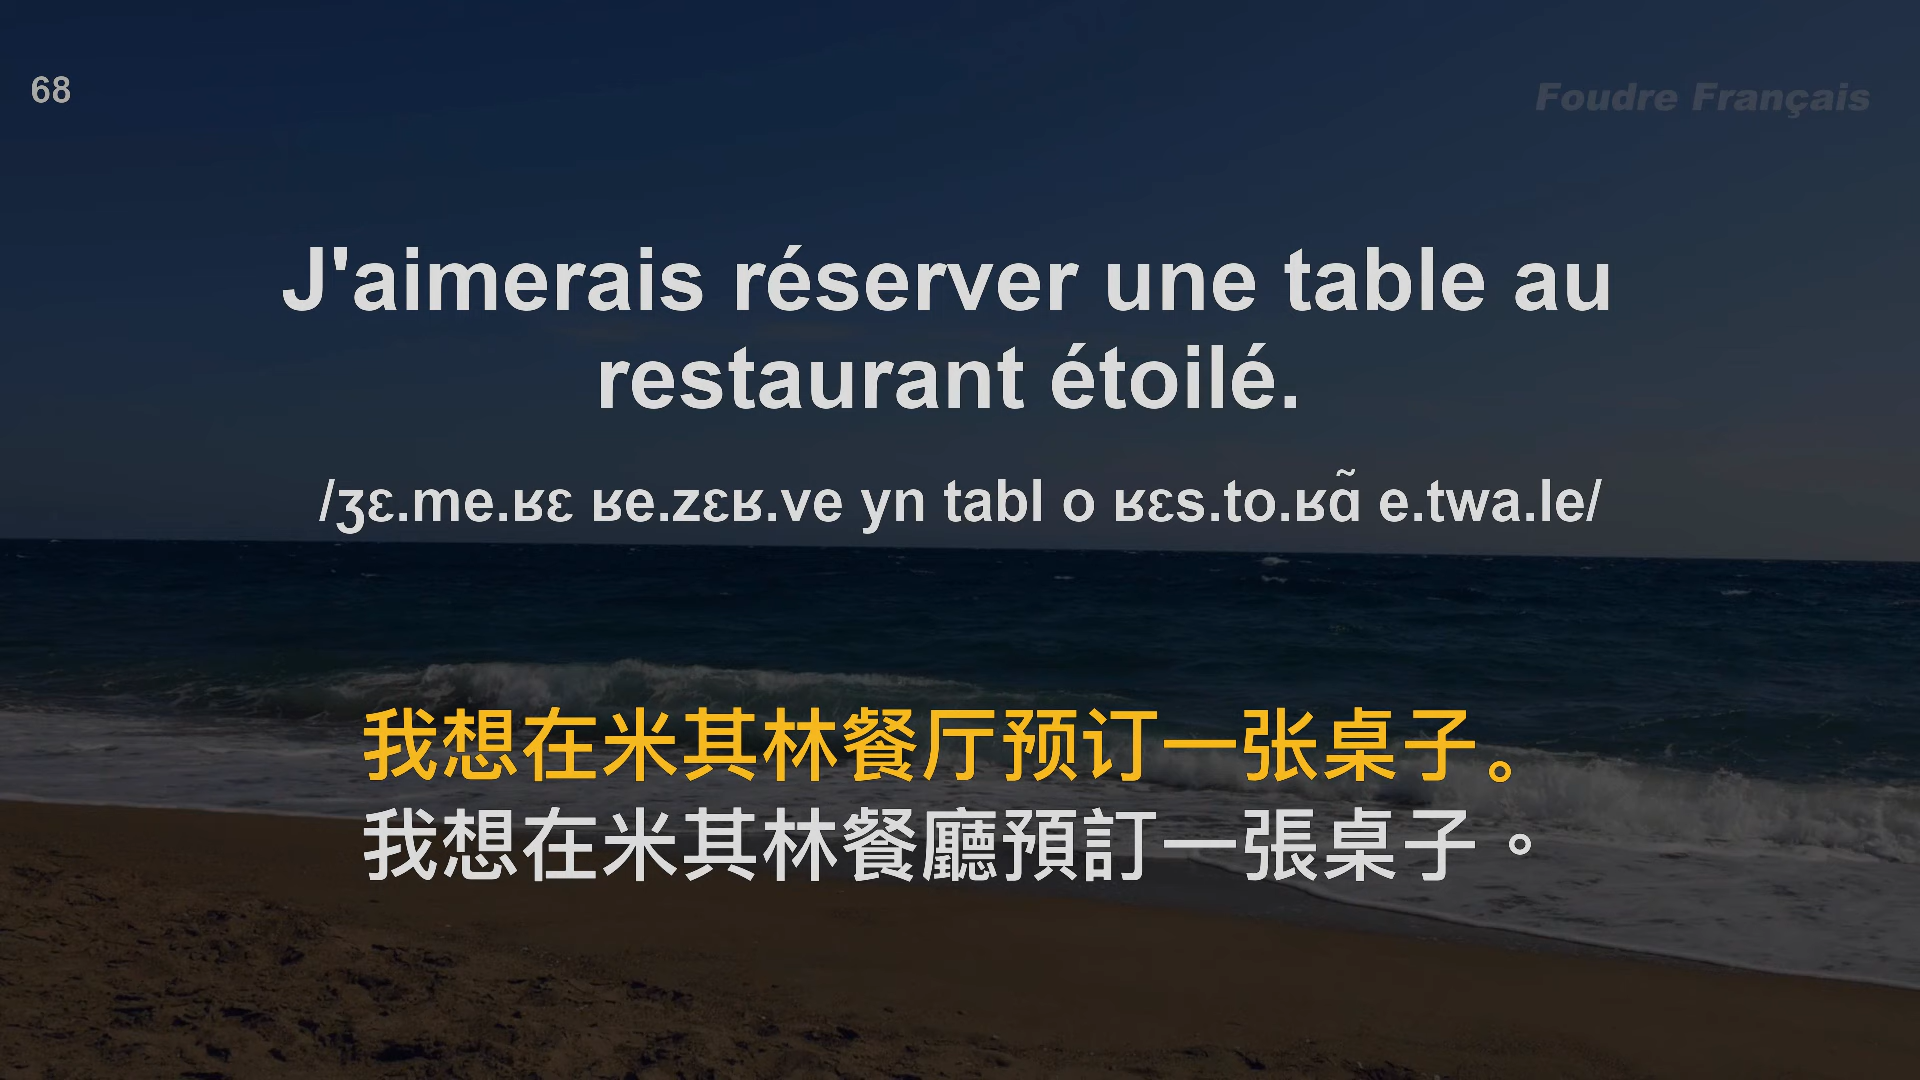 68
Foudre Français
J'aimerais réserver une table au
restaurant étoilé.
/ʒɛ.me.ʁɛ ʁe.zɛʁ.ve yn tabl o ʁɛs.to.ʁɑ̃ e.twa.le/
我想在米其林餐厅预订一张桌子。
我想在米其林餐廳預訂一張桌子。